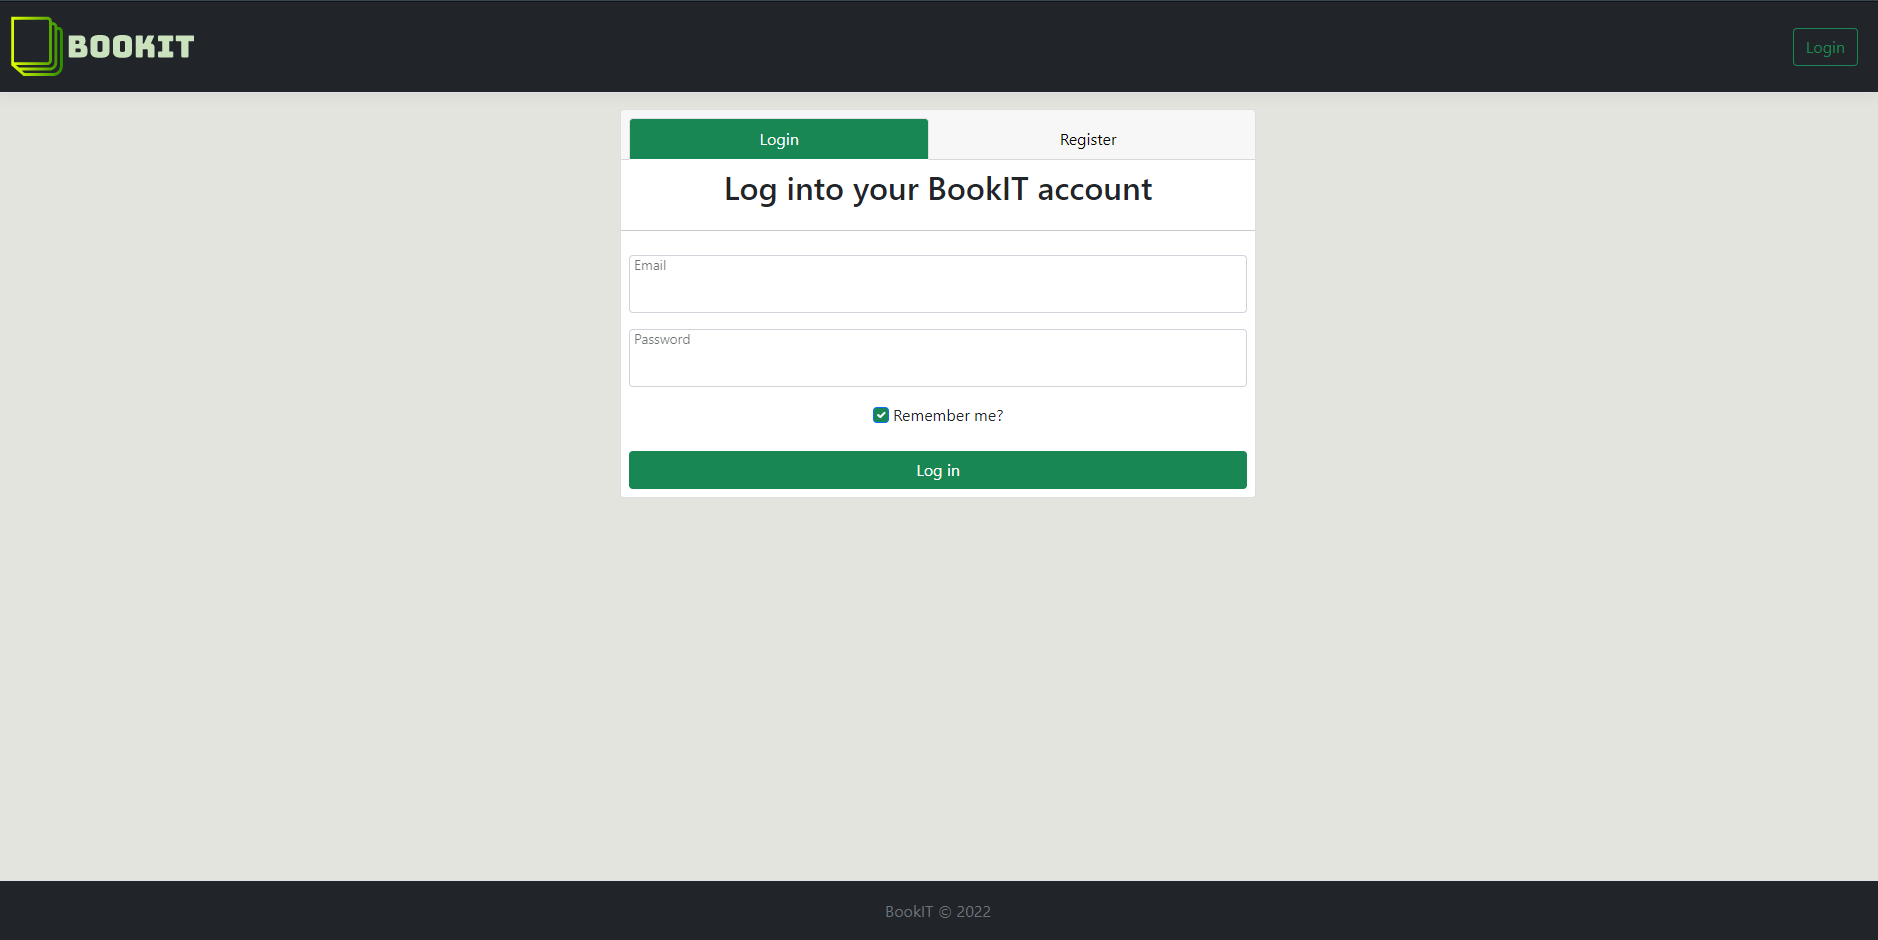 BOOKIT
Login
Login
Register
Log into your BookIT account
Email
Password
Remember me?
Log in
BookIT © 2022